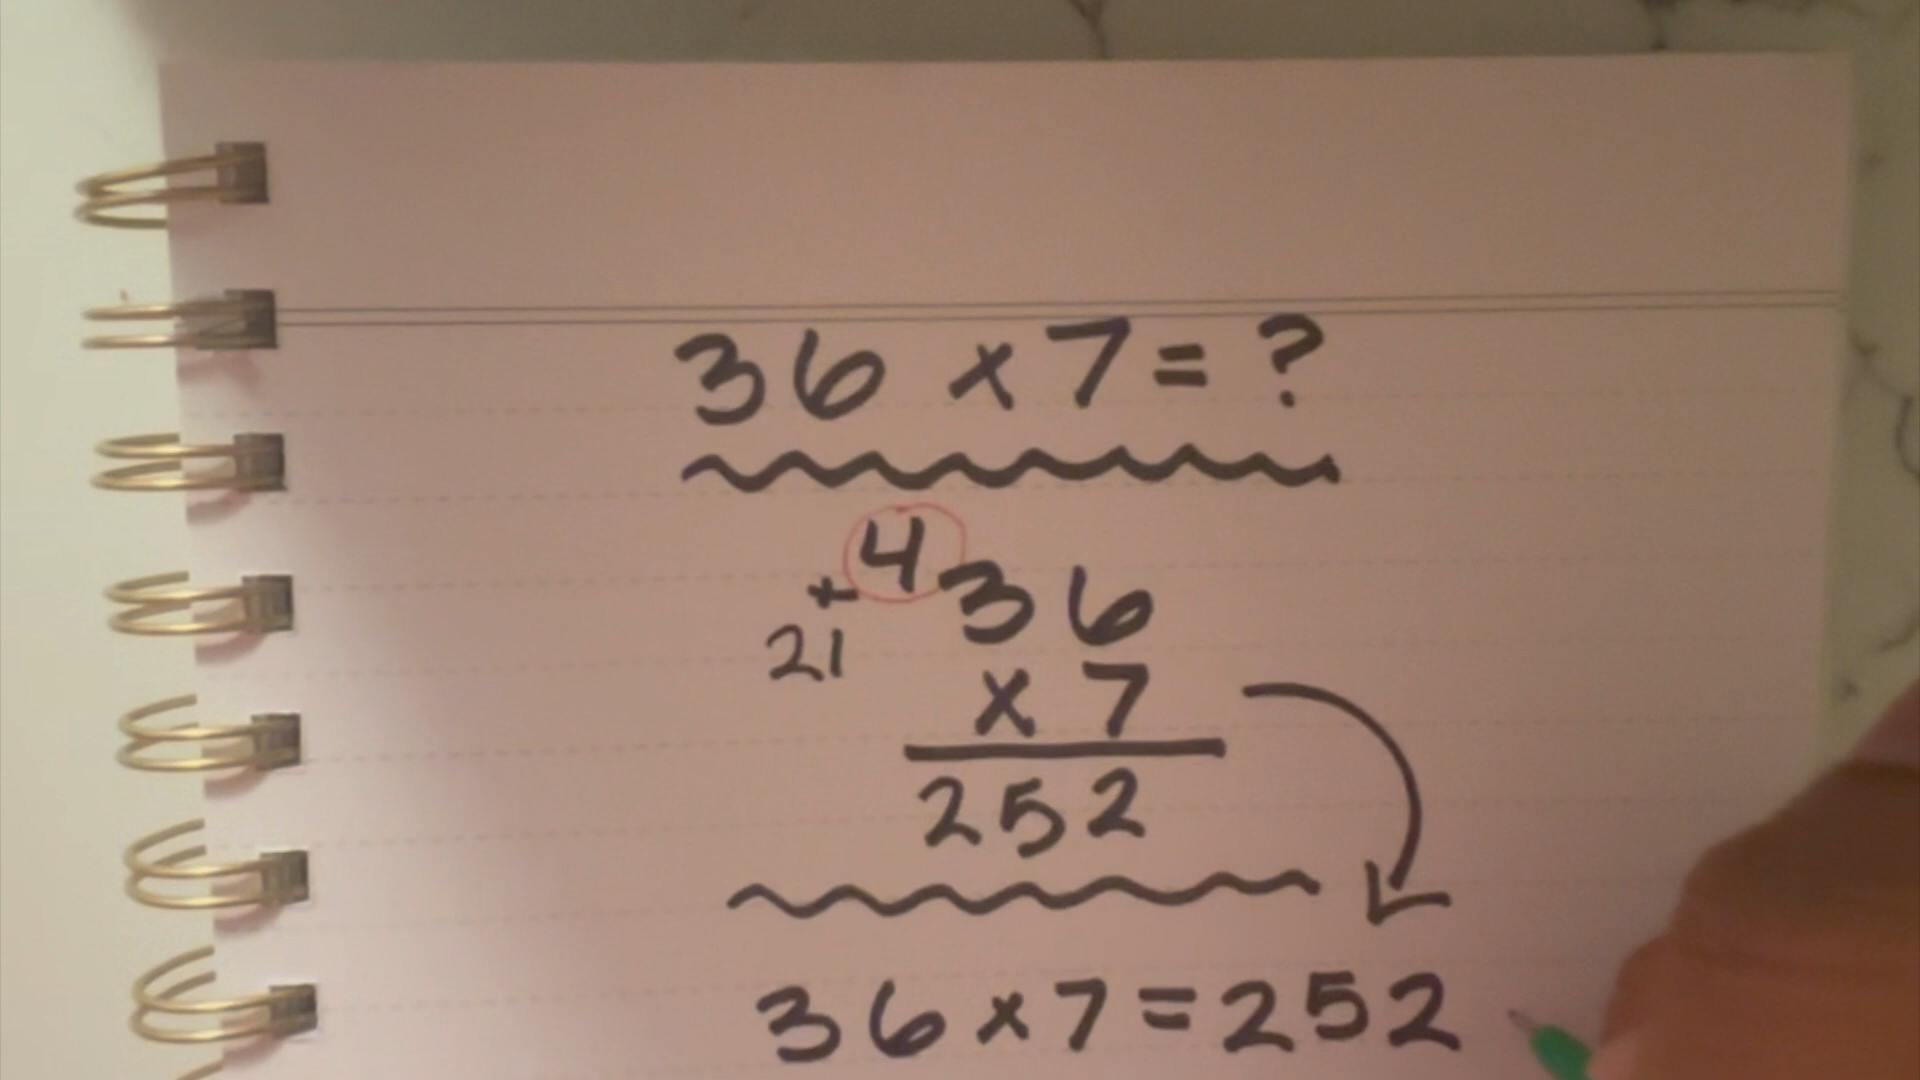 36 x 7 = ?
4 36
+
21
x 7
252
36 x 7 = 252